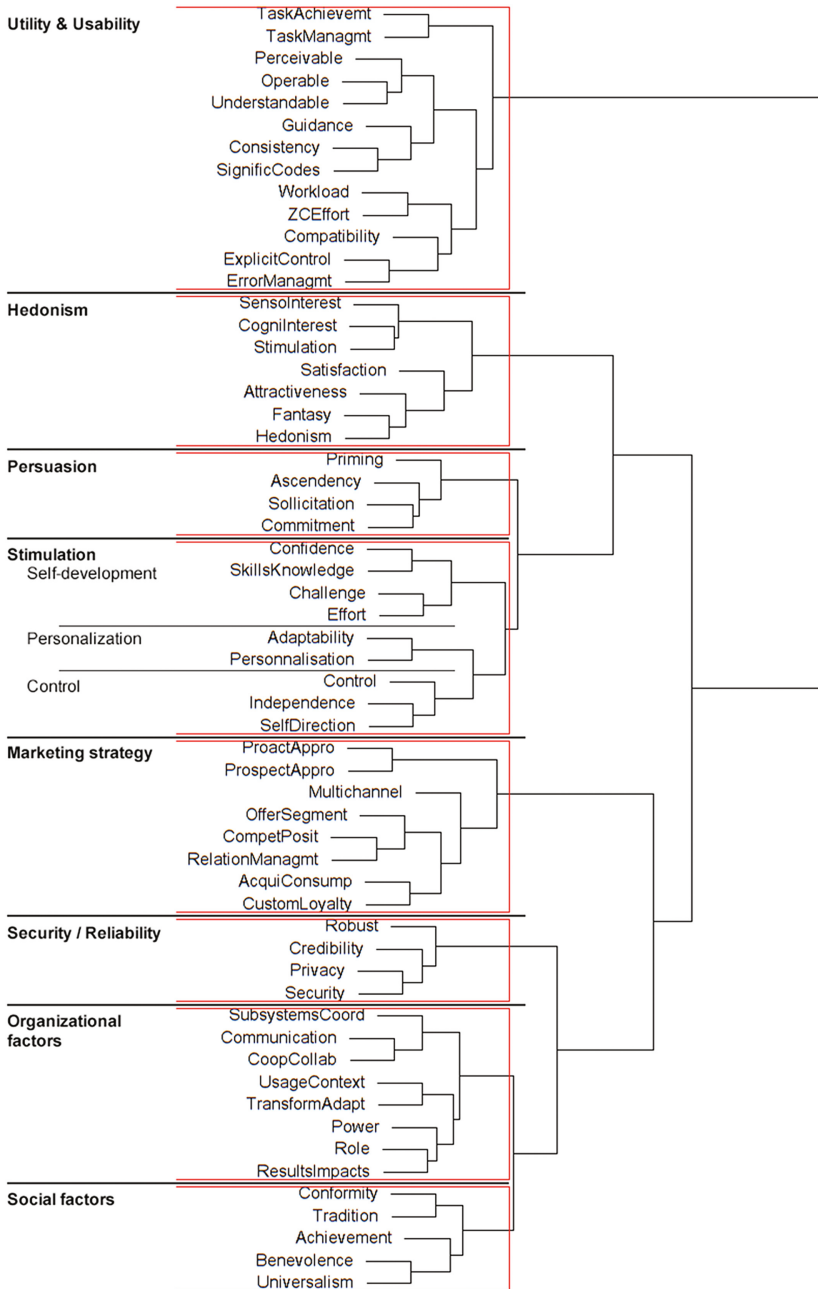 Utility & Usability
TaskAchievemt
TaskManagmt
Perceivable
Operable
Understandable
Guidance
Consistency
SignificCodes
Workload
ZCEffort
Compatibility
ExplicitControl
ErrorManagmt
Hedonism
SensoInterest
CogniInterest
Stimulation
Satisfaction
Attractiveness
Fantasy
Hedonism
Persuasion
Priming
Ascendency
Sollicitation
Commitment
Stimulation
Self-development
Confidence
SkillsKnowledge
Challenge
Effort
Personalization
Adaptability
Personnalisation
Control
Control
Independence
SelfDirection
Marketing strategy
ProactAppro
ProspectAppro
Multichannel
OfferSegment
CompetPosit
RelationManagmt
AcquiConsump
CustomLoyalty
Security / Reliability
Robust
Credibility
Privacy
Security
Organizational
factors
SubsystemsCoord
Communication
CoopCollab
UsageContext
TransformAdapt
Power
Role
ResultsImpacts
Social factors
Conformity
Tradition
Achievement
Benevolence
Universalism